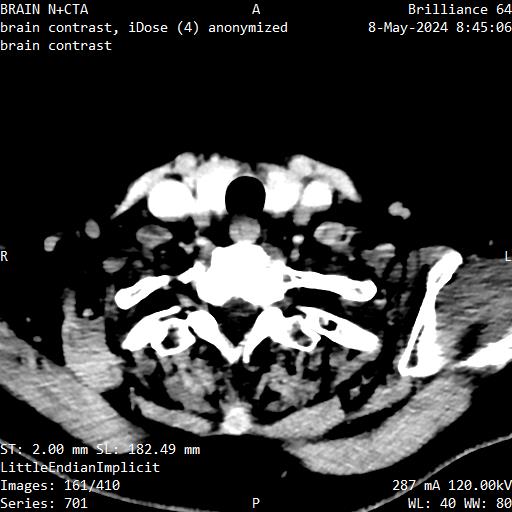 BRAIN N+CTA
brain contrast, iDose (4) anonymized
brain contrast
A
Brilliance 64
8-May-2024 8:45:06
R
L
ST: 2.00 mm SL: 182.49 mm
LittleEndianImplicit
Images: 161/410
Series: 701
P
287 mA 120.00kV
WL: 40 WW: 80